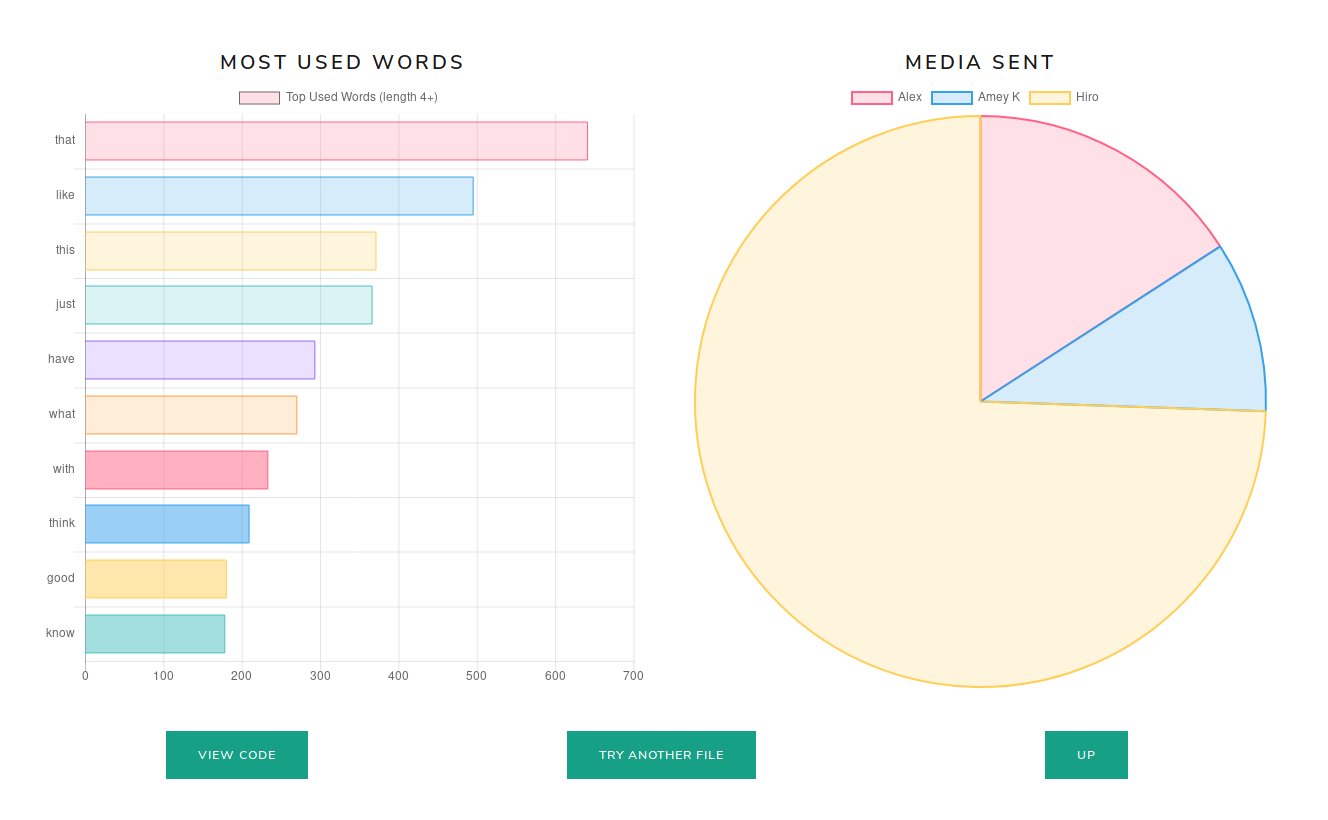 MOST USED WORDS
Top Used Words (length 4+)
that
like
this
just
have
what
with
think
good
know
0 100 200 300 400 500 600 700
MEDIA SENT
Alex Amey K Hiro
VIEW CODE
TRY ANOTHER FILE
UP